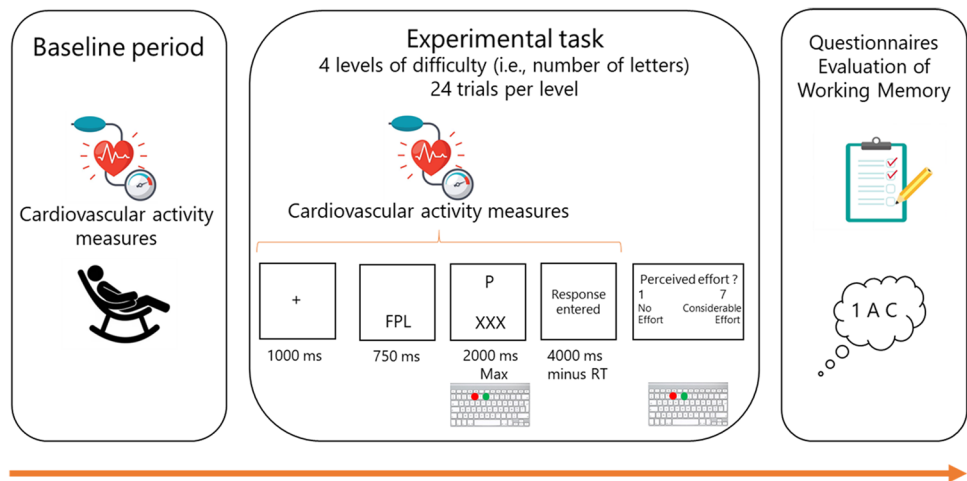 Baseline period
Cardiovascular activity
measures
Experimental task
4 levels of difficulty (i.e., number of letters)
24 trials per level
Cardiovascular activity measures
+
1000 ms
FPL
750 ms
P
XXX
2000 ms
Max
Response
entered
4000 ms
minus RT
Perceived effort ?
1 7
No Considerable
Effort Effort
Questionnaires
Evaluation of
Working Memory
1 A C